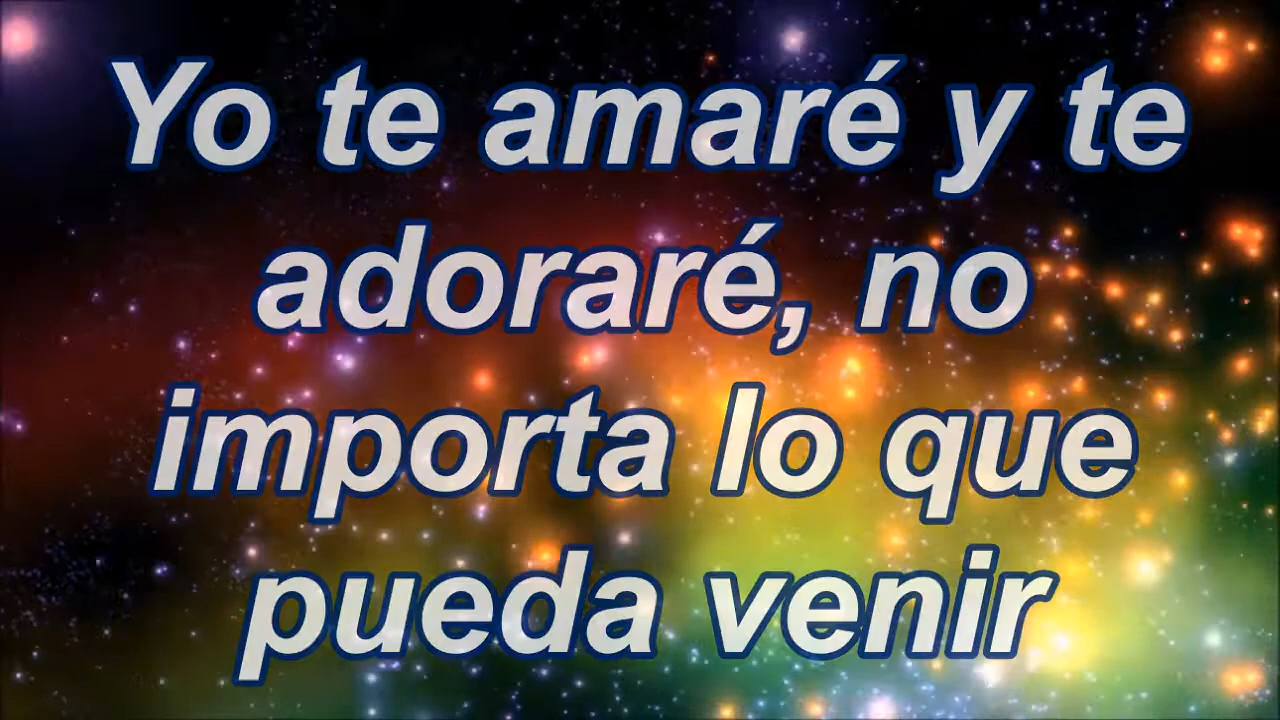 Yo te amaré y te
adoraré, no
importa lo que
pueda venir